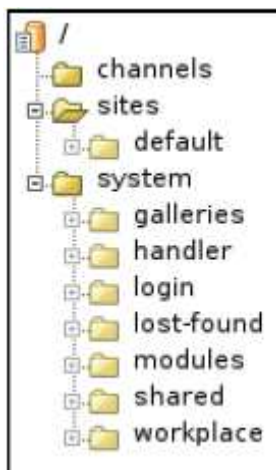 /
channels
sites
default
system
galleries
handler
login
lost-found
modules
shared
workplace